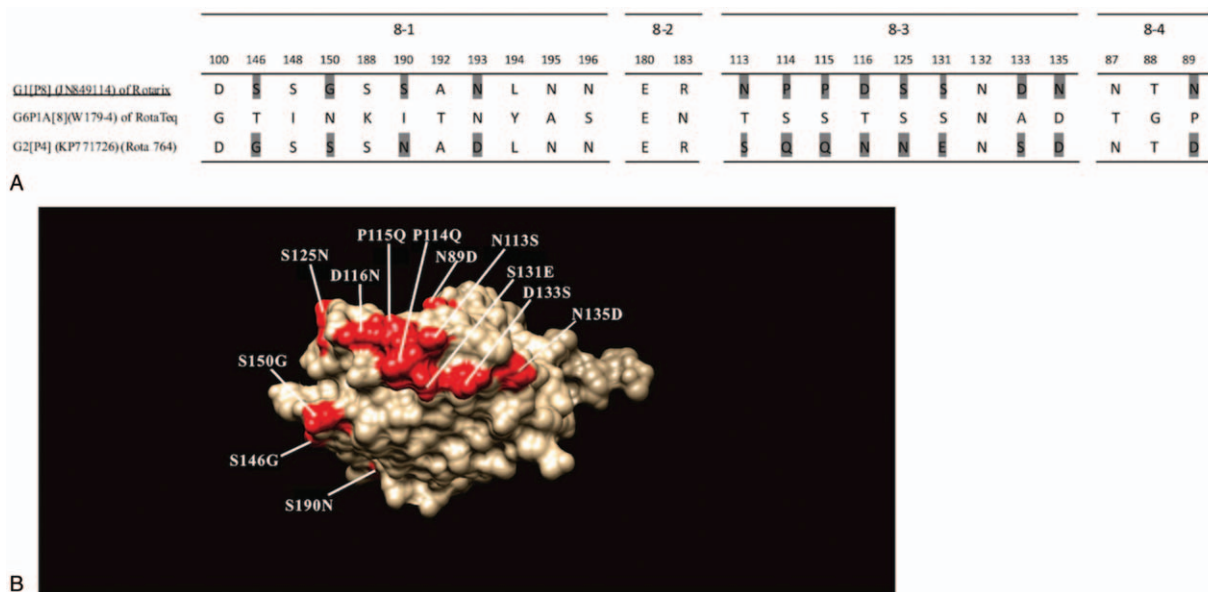 8-1 8-2 8-3 8-4
100 146 148 150 188 190 192 193 194 195 196 180 183 113 114 115 116 125 131 132 133 135 87 88 89
G1[P8] (JN849114) of Rotarix D S S G S S A N L N N E R N P P D S S N D N N T N
G6P1A[8](W179-4) of RotaTeq G T I N K I T N Y A S E N T S S T S S N A D T G P
G2[P4] (KP771726) (Rota 764) D G S S S N A D L N N E R S Q Q N N E N S D N T D
A
P115Q P114Q N113S
S125N N89D S131E
D116N D133S
N135D
S150G
S146G
S190N
B